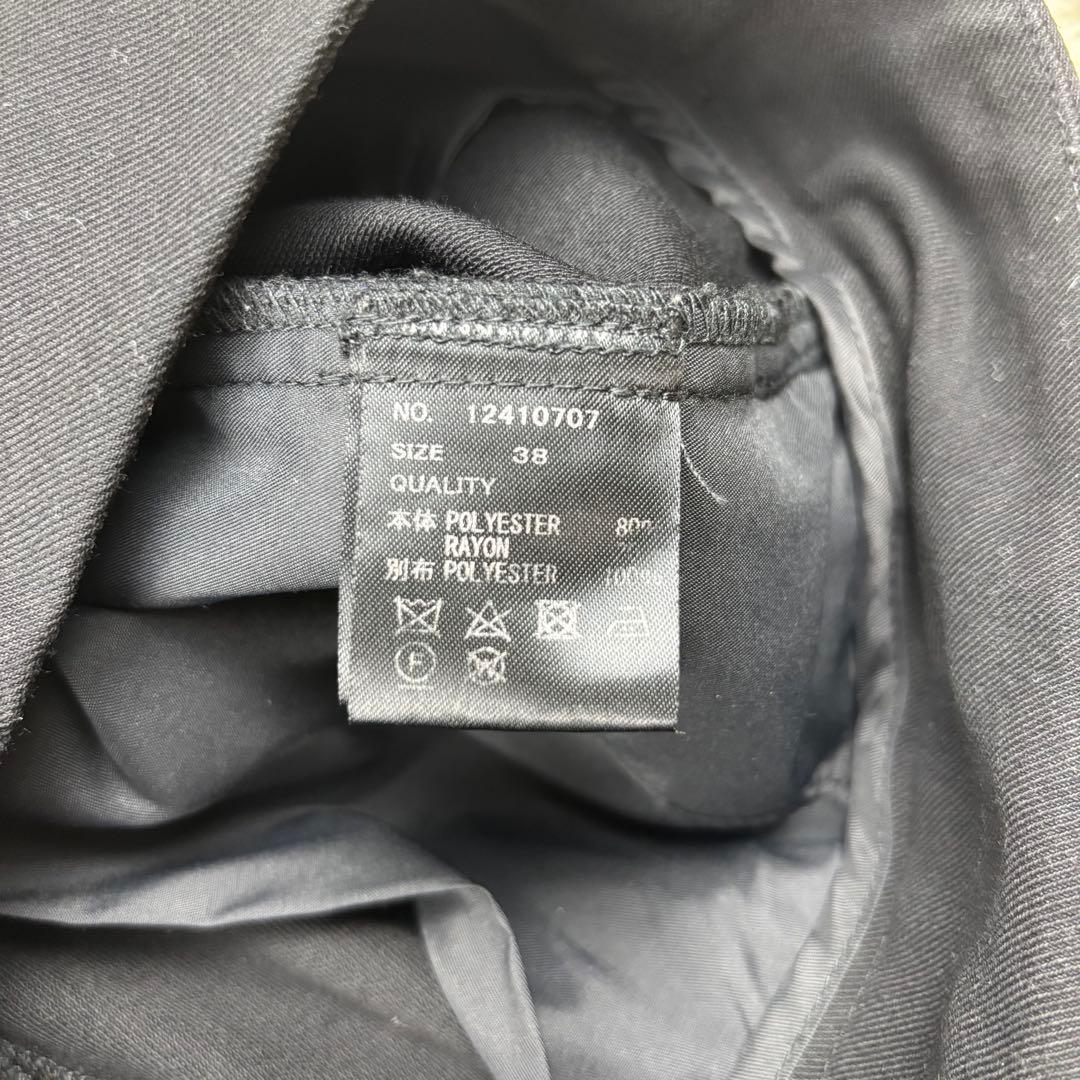 NO. 12410707
SIZE 38
QUALITY
本体 POLYESTER
RAYON
別布 POLYESTER
F